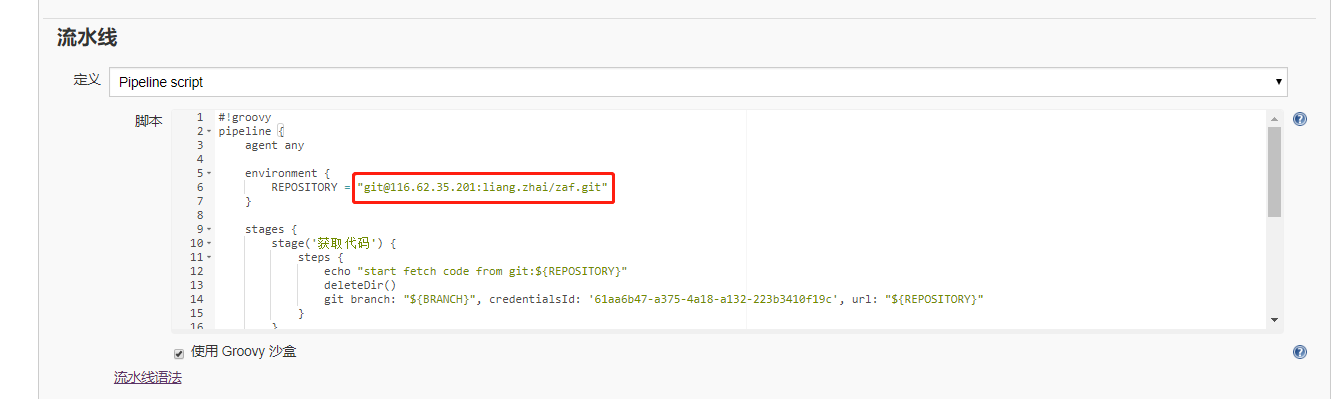 流水线
定义 Pipeline script
脚本
1 #!groovy
2 pipeline {
3 agent any
4
5 environment {
6 REPOSITORY = "git@116.62.35.201:liang.zhai/zaf.git"
7 }
8
9 stages {
10 stage('获取代码') {
11 steps {
12 echo "start fetch code from git:${REPOSITORY}"
13 deleteDir()
14 git branch: "${BRANCH}", credentialsId: '61aa6b47-a375-4a18-a132-223b3410f19c', url: "${REPOSITORY}"
15 }
16 }
使用 Groovy 沙盒
流水线语法